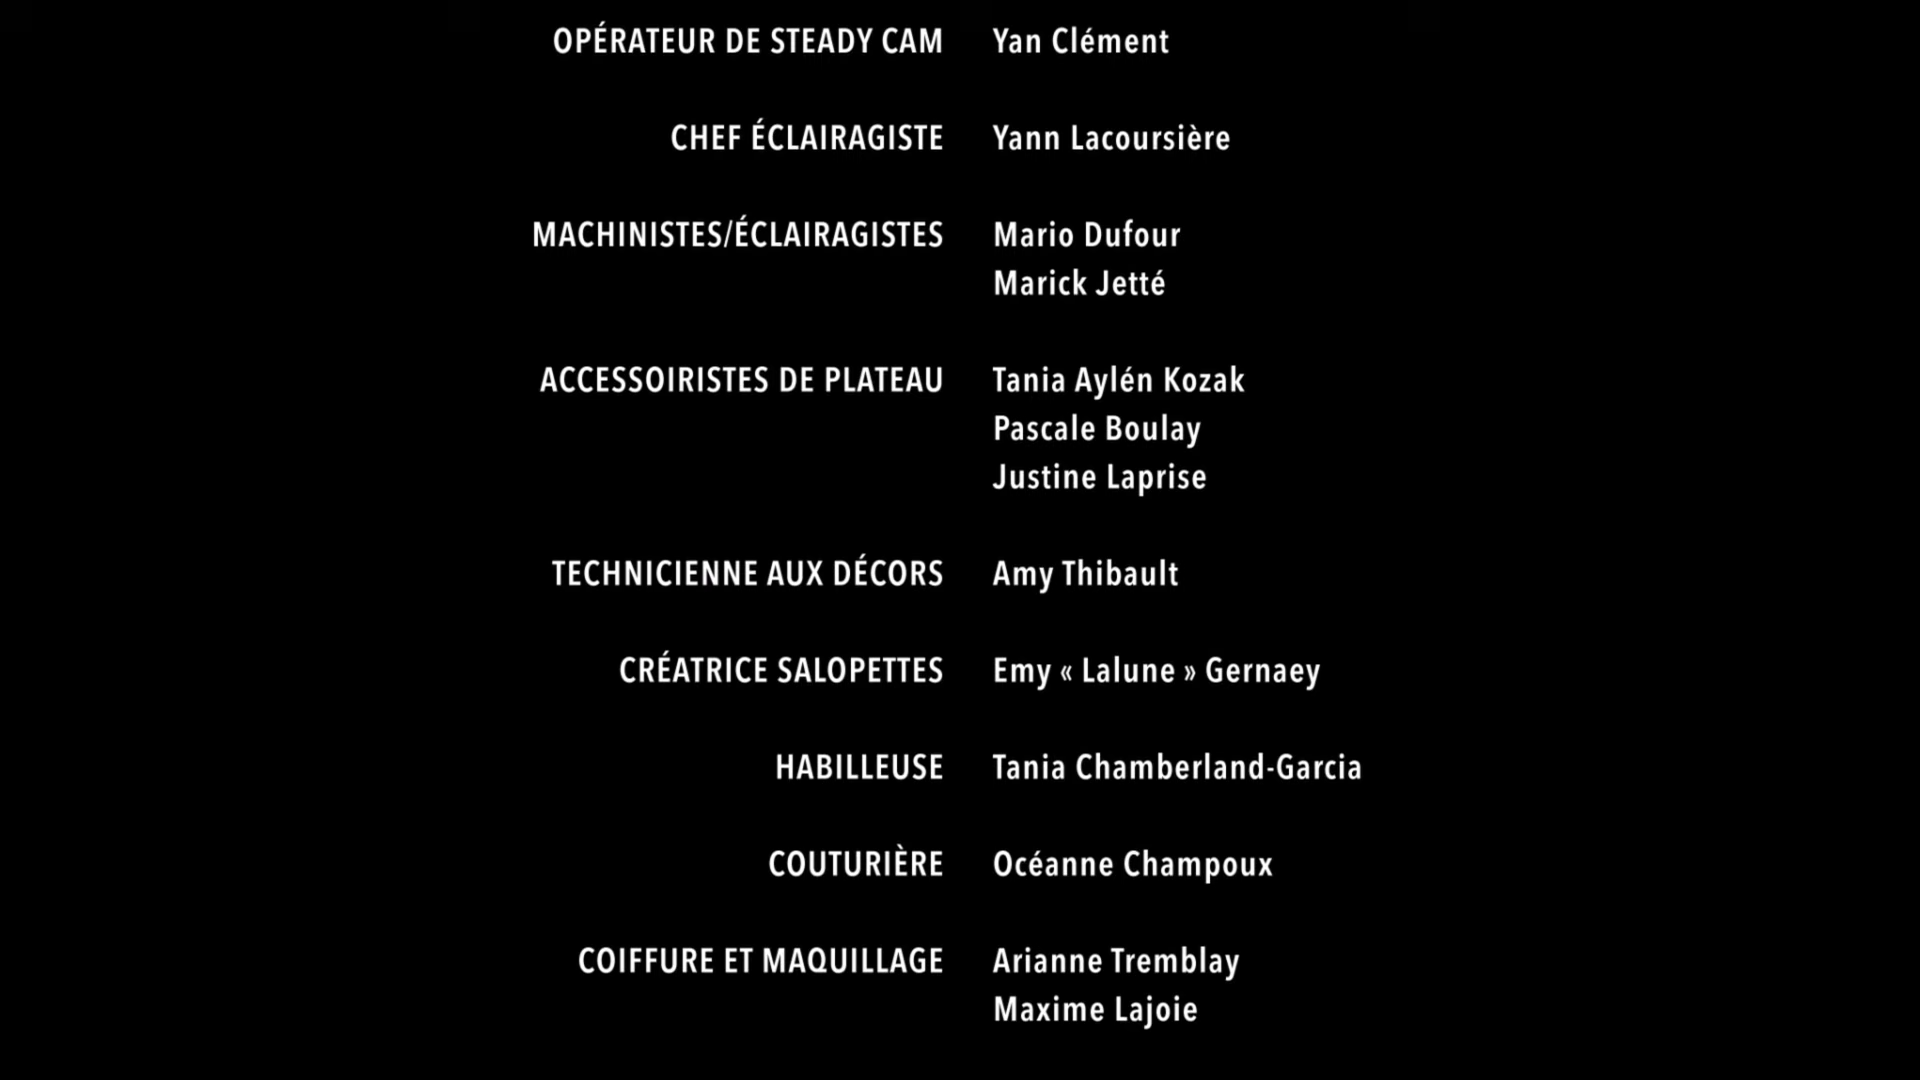 OPÉRATEUR DE STEADY CAM Yan Clément
CHEF ÉCLAIRAGISTE Yann Lacoursière
MACHINISTES/ÉCLAIRAGISTES Mario Dufour
Marick Jetté
ACCESSOIRISTES DE PLATEAU Tania Aylén Kozak
Pascale Boulay
Justine Laprise
TECHNICIENNE AUX DÉCORS Amy Thibault
CRÉATRICE SALOPETTES Emy « Lalune » Gernaey
HABILLEUSE Tania Chamberland-Garcia
COUTURIÈRE Océanne Champoux
COIFFURE ET MAQUILLAGE Arianne Tremblay
Maxime Lajoie